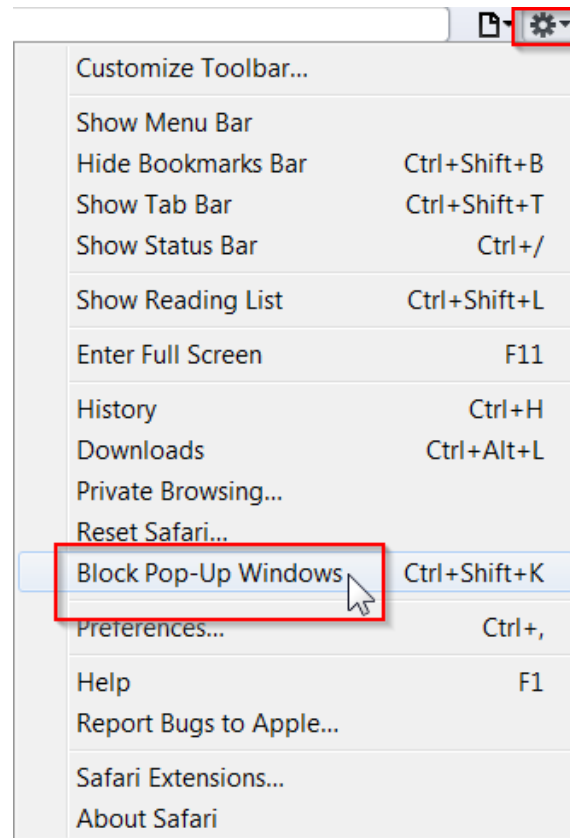 Customize Toolbar...
Show Menu Bar
Hide Bookmarks Bar Ctrl+Shift+B
Show Tab Bar Ctrl+Shift+T
Show Status Bar Ctrl+/
Show Reading List Ctrl+Shift+L
Enter Full Screen F11
History Ctrl+H
Downloads Ctrl+Alt+L
Private Browsing...
Reset Safari...
Block Pop-Up Windows Ctrl+Shift+K
Preferences... Ctrl+,
Help F1
Report Bugs to Apple...
Safari Extensions...
About Safari